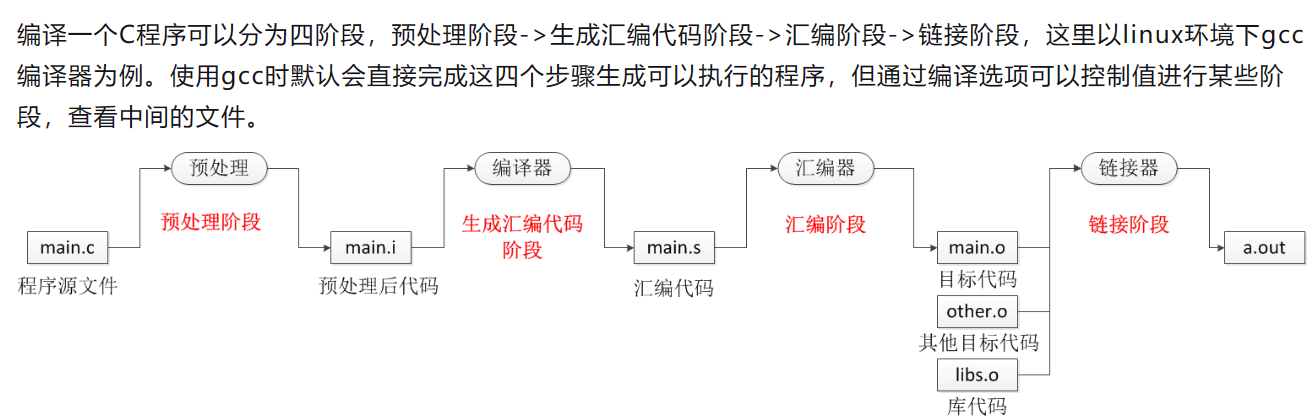 编译一个C程序可以分为四阶段，预处理阶段->生成汇编代码阶段->汇编阶段->链接阶段，这里以linux环境下gcc
编译器为例。使用gcc时默认会直接完成这四个步骤生成可以执行的程序，但通过编译选项可以控制值进行某些阶
段，查看中间的文件。
预处理
编译器
汇编器
链接器
预处理阶段
生成汇编代码
阶段
汇编阶段
链接阶段
main.c
main.i
main.s
main.o
a.out
程序源文件
预处理后代码
汇编代码
目标代码
other.o
其他目标代码
libs.o
库代码